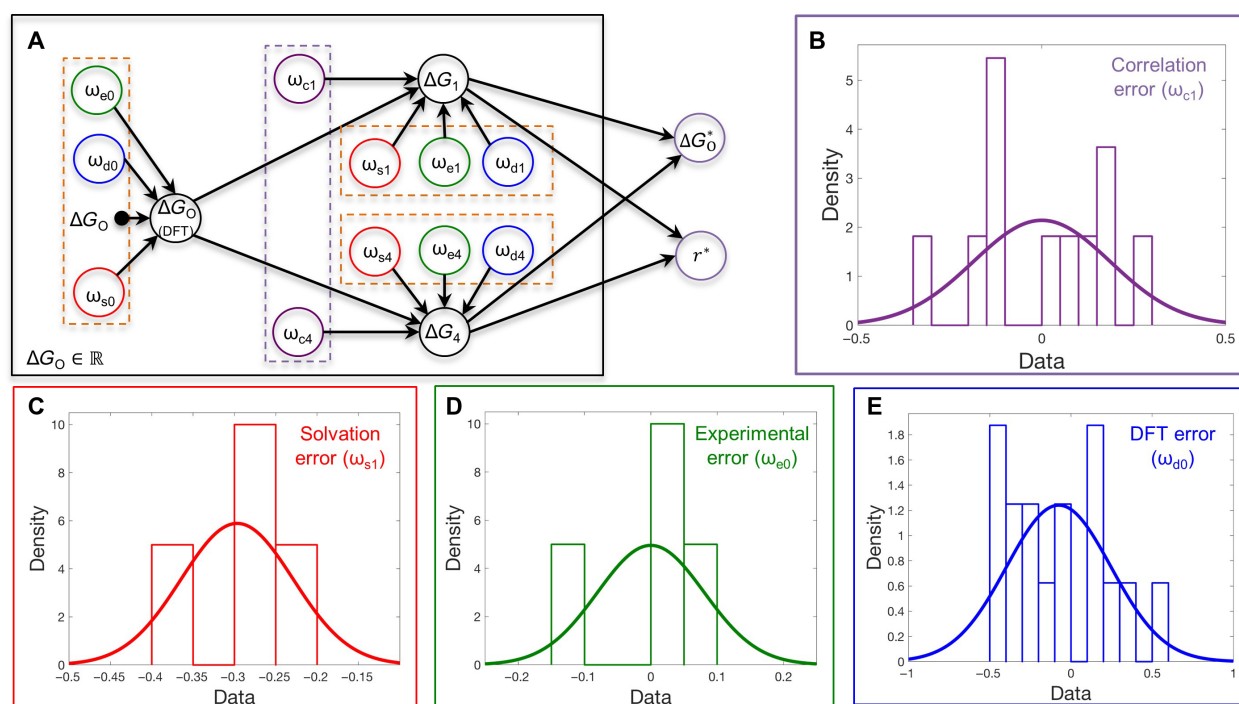 A
ωe0
ωd0
ΔGO
ΔGO
(DFT)
ωs0
ωc1
ΔG1
ωs1
ωe1
ωd1
ωs4
ωe4
ωd4
ωc4
ΔG4
ΔGO*
r*
ΔGO ∈ ℝ
B
Correlation
error (ωc1)
Density
5
4
3
2
1
0
−0.5
0
0.5
Data
C
Solvation
error (ωs1)
Density
10
8
6
4
2
0
−0.5
−0.45
−0.4
−0.35
−0.3
−0.25
−0.2
−0.15
Data
D
Experimental
error (ωe0)
Density
10
8
6
4
2
0
−0.2
−0.1
0
0.1
0.2
Data
E
DFT error
(ωd0)
Density
1.8
1.6
1.4
1.2
1
0.8
0.6
0.4
0.2
0
−1
−0.5
0
0.5
1
Data